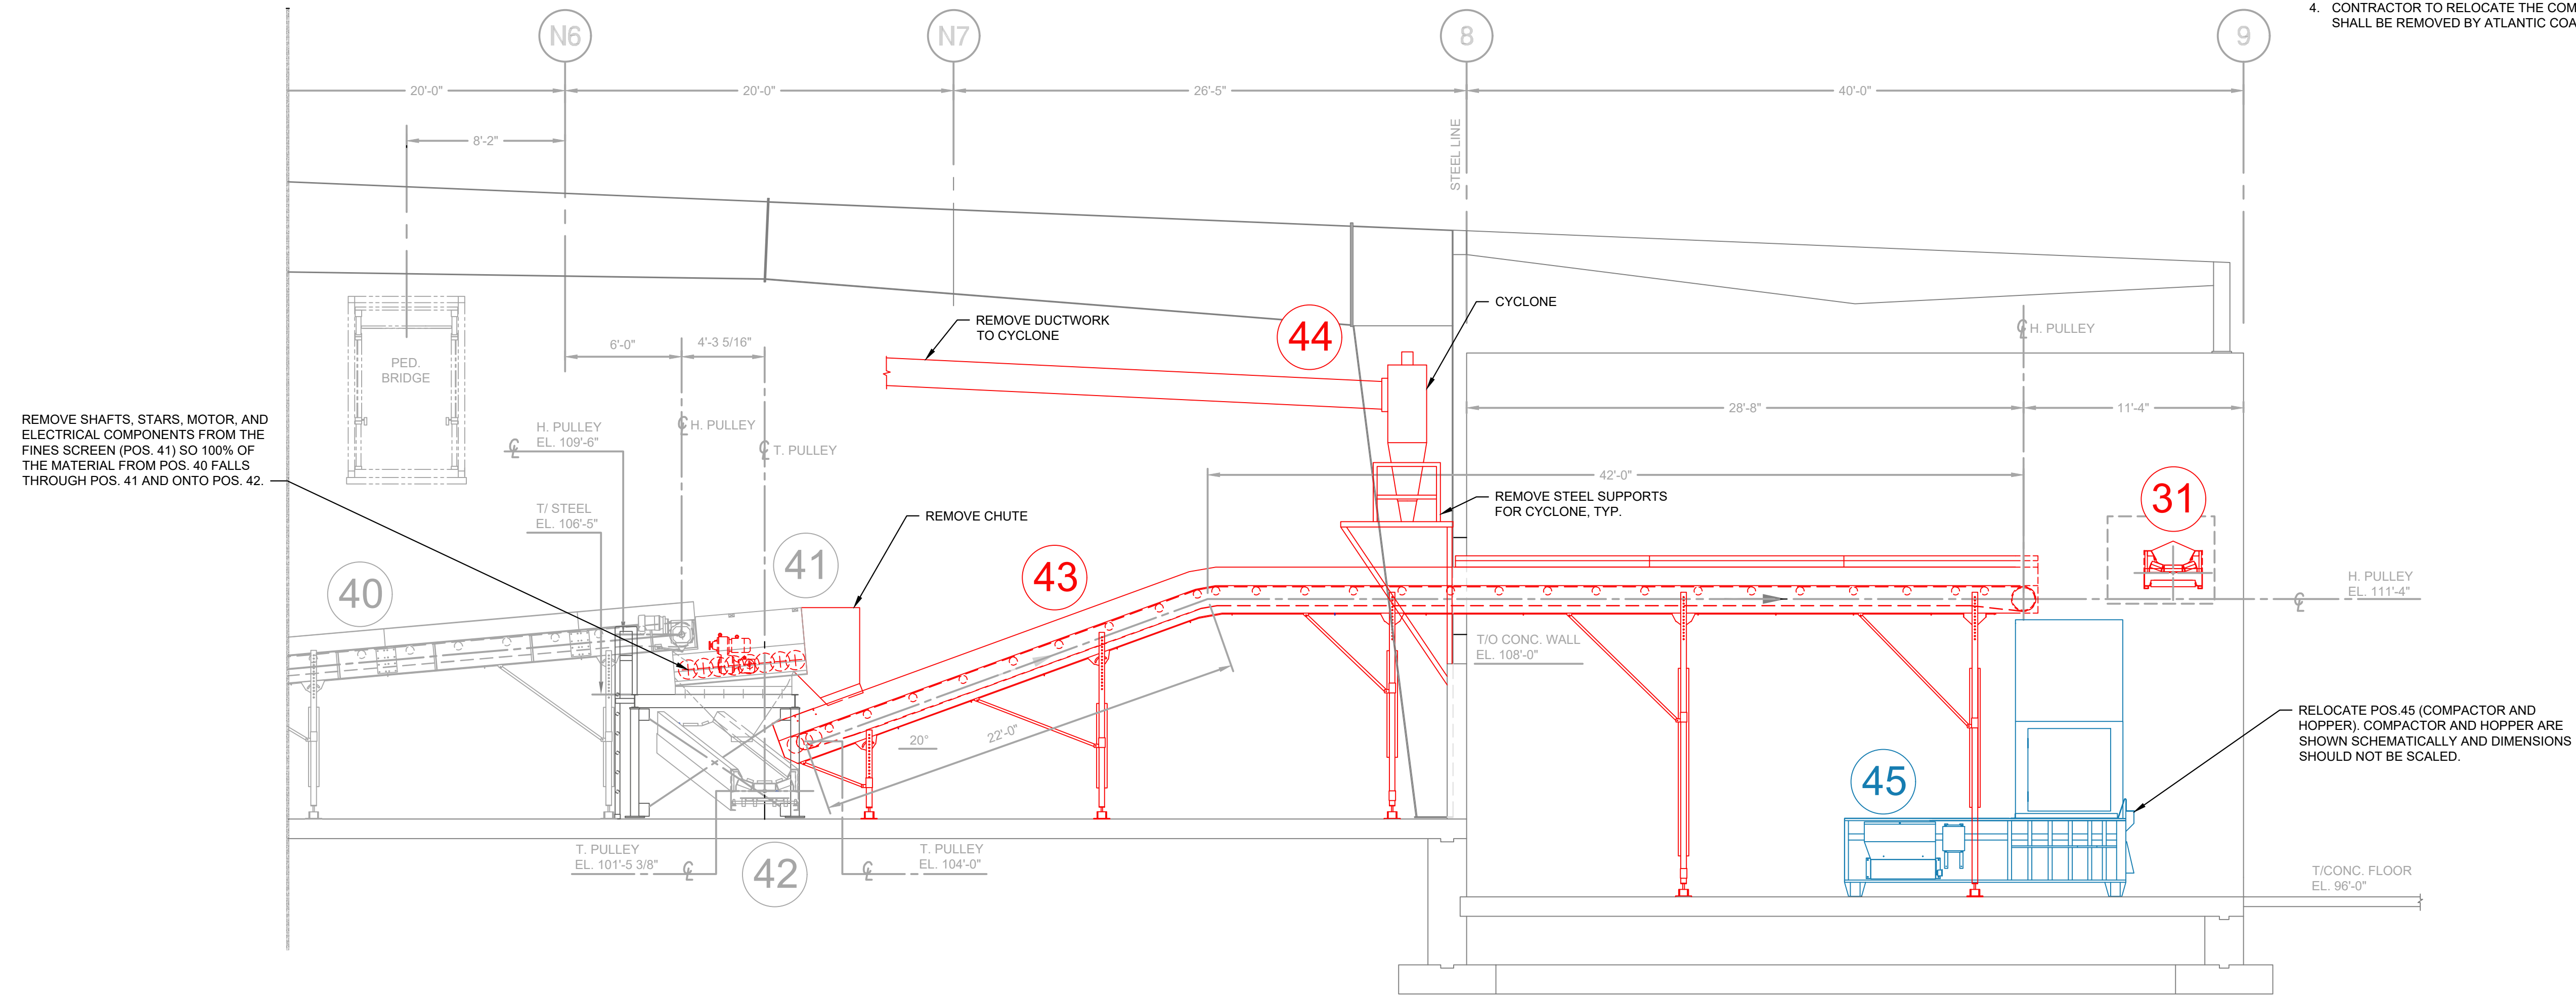 4. CONTRACTOR TO RELOCATE THE COM
SHALL BE REMOVED BY ATLANTIC COA
N6
N7
8
9
20'-0"
20'-0"
26'-5"
40'-0"
8'-2"
STEEL LINE
CYCLONE
REMOVE DUCTWORK
TO CYCLONE
44
℄ H. PULLEY
6'-0"
4'-3 5/16"
PED.
BRIDGE
28'-8"
11'-4"
REMOVE SHAFTS, STARS, MOTOR, AND
ELECTRICAL COMPONENTS FROM THE
FINES SCREEN (POS. 41) SO 100% OF
THE MATERIAL FROM POS. 40 FALLS
THROUGH POS. 41 AND ONTO POS. 42.
H. PULLEY
EL. 109'-6"
℄
℄ H. PULLEY
℄ T. PULLEY
42'-0"
T/ STEEL
EL. 106'-5"
REMOVE CHUTE
REMOVE STEEL SUPPORTS
FOR CYCLONE, TYP.
31
40
41
43
H. PULLEY
EL. 111'-4"
℄
T/O CONC. WALL
EL. 108'-0"
20°
22'-0"
RELOCATE POS.45 (COMPACTOR AND
HOPPER). COMPACTOR AND HOPPER ARE
SHOWN SCHEMATICALLY AND DIMENSIONS
SHOULD NOT BE SCALED.
45
T. PULLEY
EL. 101'-5 3/8"
℄
42
℄
T. PULLEY
EL. 104'-0"
T/CONC. FLOOR
EL. 96'-0"